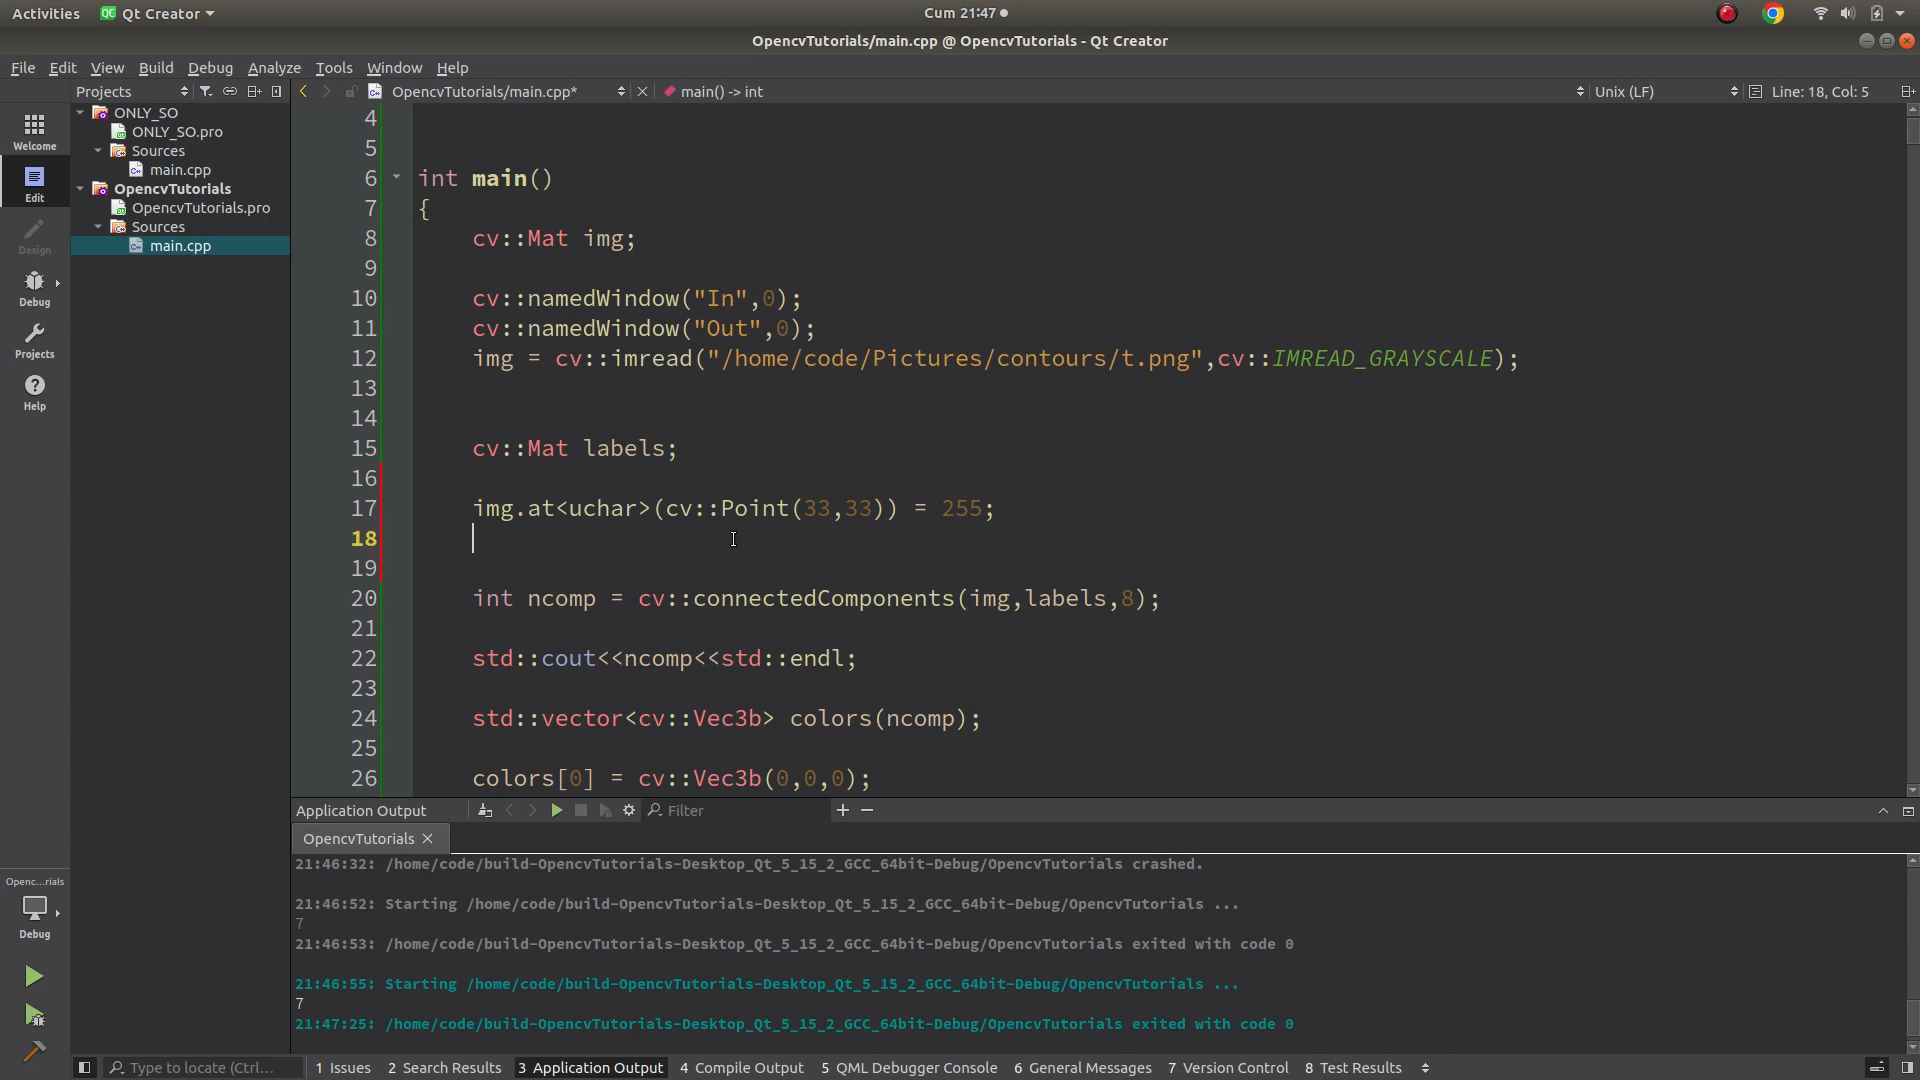 Activities Qt Creator Cum 21:47
OpencvTutorials/main.cpp @ OpencvTutorials - Qt Creator
File Edit View Build Debug Analyze Tools Window Help
Projects OpencvTutorials/main.cpp* main() -> int Unix (LF) Line: 18, Col: 5
Welcome
Edit
Design
Debug
Projects
Help
ONLY_SO
ONLY_SO.pro
Sources
main.cpp
OpencvTutorials
OpencvTutorials.pro
Sources
main.cpp
4
5
6 int main()
7 {
8 cv::Mat img;
9
10 cv::namedWindow("In",0);
11 cv::namedWindow("Out",0);
12 img = cv::imread("/home/code/Pictures/contours/t.png",cv::IMREAD_GRAYSCALE);
13
14
15 cv::Mat labels;
16
17 img.at<uchar>(cv::Point(33,33)) = 255;
18
19
20 int ncomp = cv::connectedComponents(img,labels,8);
21
22 std::cout<<ncomp<<std::endl;
23
24 std::vector<cv::Vec3b> colors(ncomp);
25
26 colors[0] = cv::Vec3b(0,0,0);
Application Output Filter
OpencvTutorials
21:46:32: /home/code/build-OpencvTutorials-Desktop_Qt_5_15_2_GCC_64bit-Debug/OpencvTutorials crashed.
21:46:52: Starting /home/code/build-OpencvTutorials-Desktop_Qt_5_15_2_GCC_64bit-Debug/OpencvTutorials ...
7
21:46:53: /home/code/build-OpencvTutorials-Desktop_Qt_5_15_2_GCC_64bit-Debug/OpencvTutorials exited with code 0
21:46:55: Starting /home/code/build-OpencvTutorials-Desktop_Qt_5_15_2_GCC_64bit-Debug/OpencvTutorials ...
7
21:47:25: /home/code/build-OpencvTutorials-Desktop_Qt_5_15_2_GCC_64bit-Debug/OpencvTutorials exited with code 0
Openc...rials
Debug
Type to locate (Ctrl... 1 Issues 2 Search Results 3 Application Output 4 Compile Output 5 QML Debugger Console 6 General Messages 7 Version Control 8 Test Results